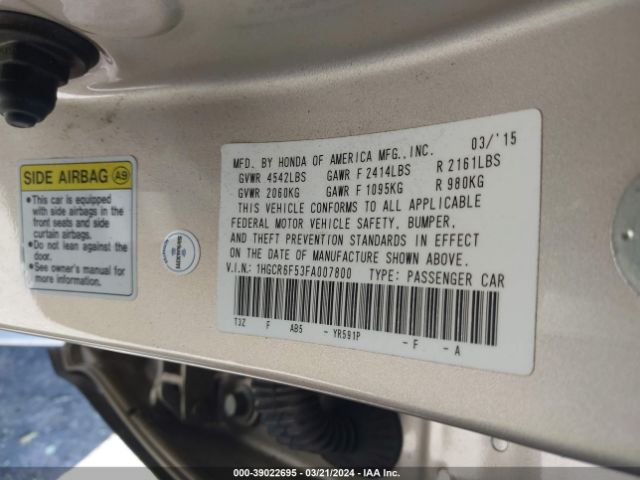 SIDE AIRBAG A9
•This car is equipped
with side airbags in the
front seats and side
curtain airbags.
•Do not lean against the
door.
•See owner's manual for
more information.
MFD. BY HONDA OF AMERICA MFG.,INC. 03/'15
GVWR 4542LBS GAWR F 2414LBS R 2161LBS
GVWR 2060KG GAWR F 1095KG R 980KG
THIS VEHICLE CONFORMS TO ALL APPLICABLE
FEDERAL MOTOR VEHICLE SAFETY, BUMPER,
AND THEFT PREVENTION STANDARDS IN EFFECT
ON THE DATE OF MANUFACTURE SHOWN ABOVE.
V.I.N: 1HGCR6F53FA007800 TYPE: PASSENGER CAR
T3Z F AB5 - YR591P - F - A
000-39022695 - 03/21/2024 - IAA Inc.